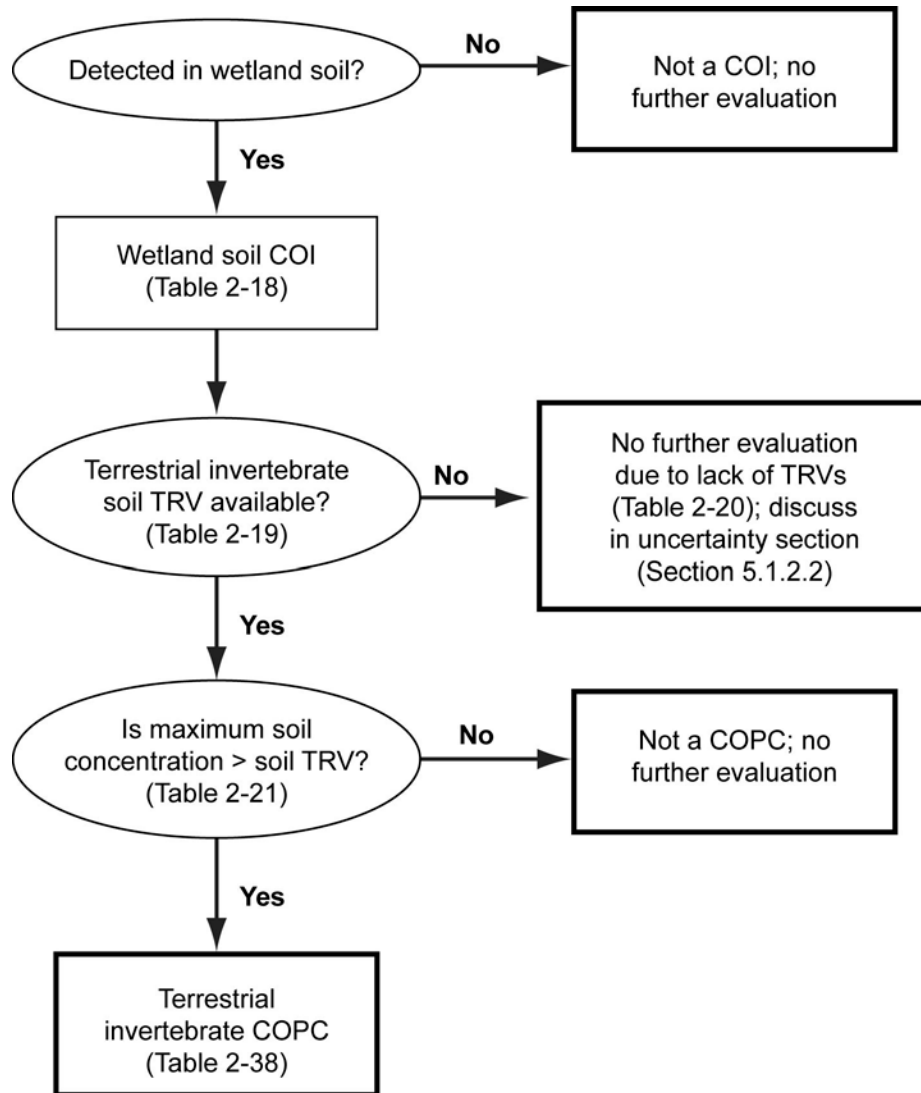 Detected in wetland soil?
No
Not a COI; no
further evaluation
Yes
Wetland soil COI
(Table 2-18)
Terrestrial invertebrate
soil TRV available?
(Table 2-19)
No
No further evaluation
due to lack of TRVs
(Table 2-20); discuss
in uncertainty section
(Section 5.1.2.2)
Yes
Is maximum soil
concentration > soil TRV?
(Table 2-21)
No
Not a COPC; no
further evaluation
Yes
Terrestrial
invertebrate COPC
(Table 2-38)